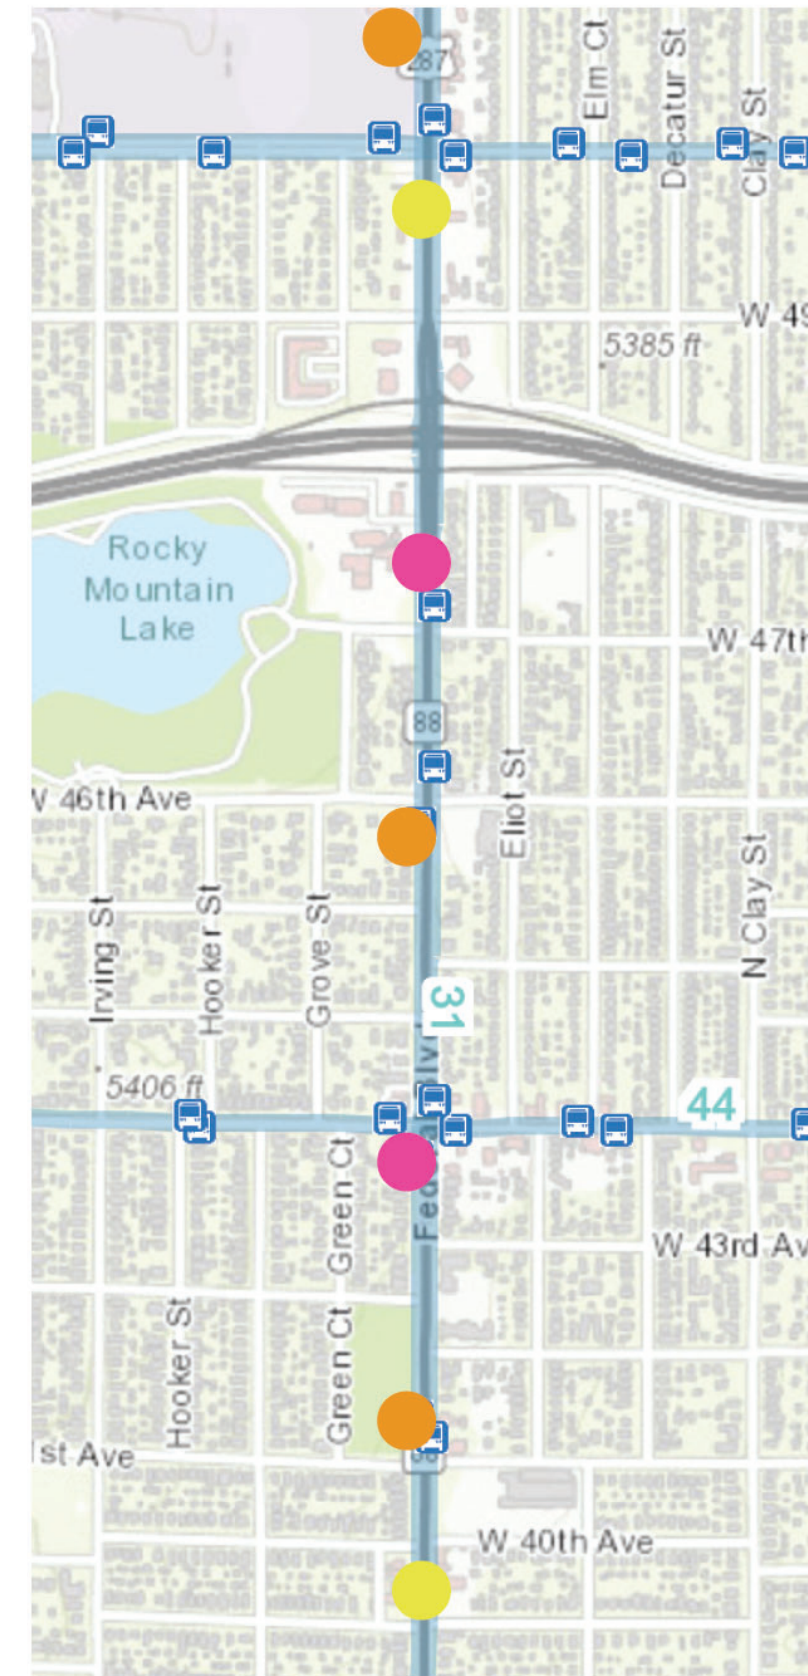 287
Elm Ct
Decatur St
Clay St
W 49
5385 ft
Rocky
Mountain
Lake
W 47th
88
W 46th Ave
Eliot St
N Clay St
Irving St
Hooker St
Grove St
31
5406 ft
44
Green Ct
W 43rd Av
Hooker St
Green Ct
1st Ave
W 40th Ave